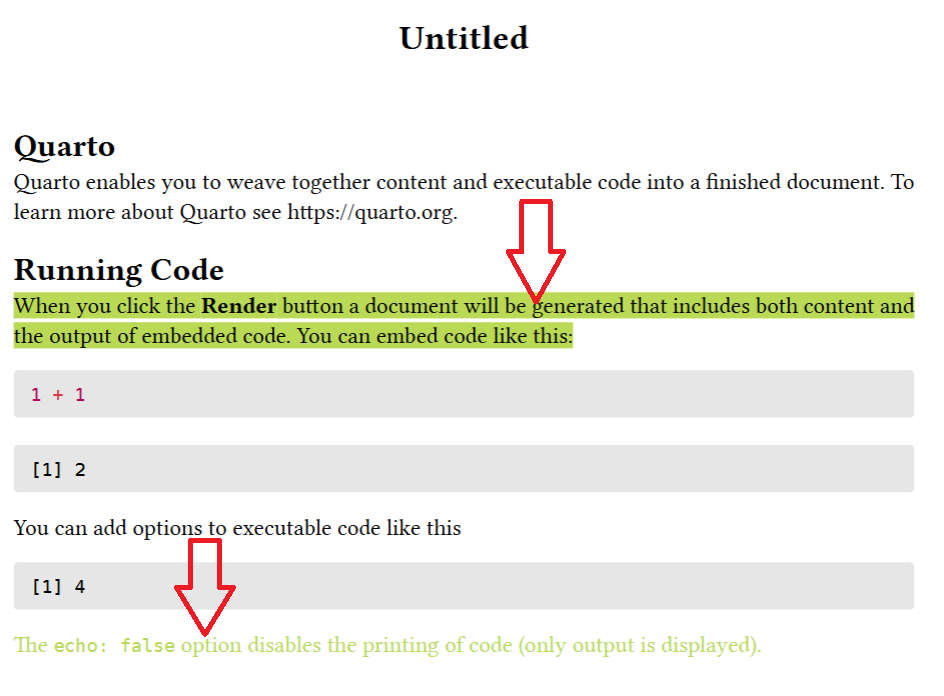 Untitled
Quarto
Quarto enables you to weave together content and executable code into a finished document. To
learn more about Quarto see https://quarto.org.
Running Code
When you click the Render button a document will be generated that includes both content and
the output of embedded code. You can embed code like this:
1 + 1
[1] 2
You can add options to executable code like this
[1] 4
The echo: false option disables the printing of code (only output is displayed).